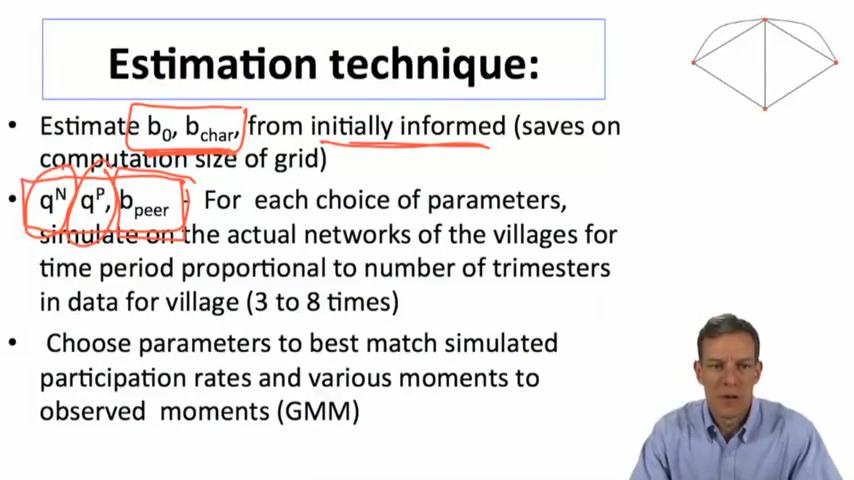 Estimation technique:
• Estimate b₀, b_char, from initially informed (saves on
computation size of grid)
• qᴺ qᴾ, b_peer - For each choice of parameters,
simulate on the actual networks of the villages for
time period proportional to number of trimesters
in data for village (3 to 8 times)
• Choose parameters to best match simulated
participation rates and various moments to
observed moments (GMM)